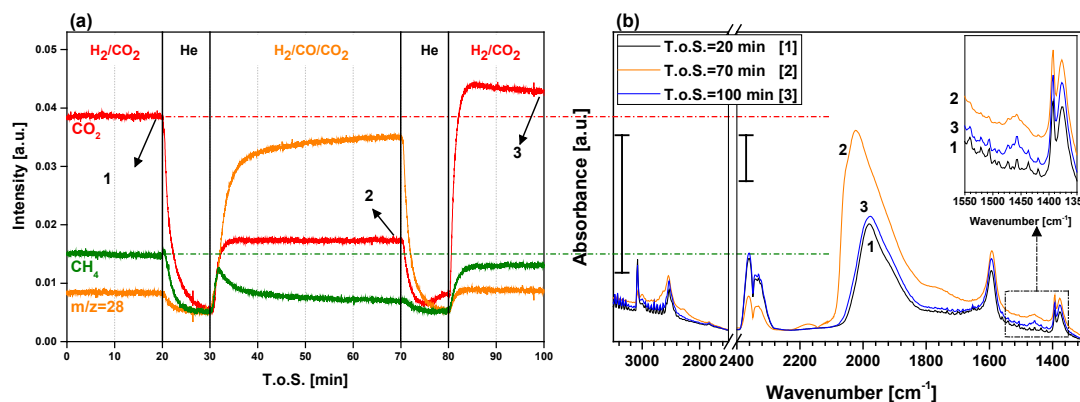 (a)
H₂/CO₂ He H₂/CO/CO₂ He H₂/CO₂
0.05
0.04
0.03
0.02
0.01
0.00
Intensity [a.u.]
CO₂
CH₄
m/z=28
1
2
3
0 10 20 30 40 50 60 70 80 90 100
T.o.S. [min]
(b)
T.o.S.=20 min [1]
T.o.S.=70 min [2]
T.o.S.=100 min [3]
Absorbance [a.u.]
2
3
1
3000 2400 2200 2000 1800 1600 1400
Wavenumber [cm⁻¹]
2
3
1
1550 1500 1450 1400 135
Wavenumber [cm⁻¹]